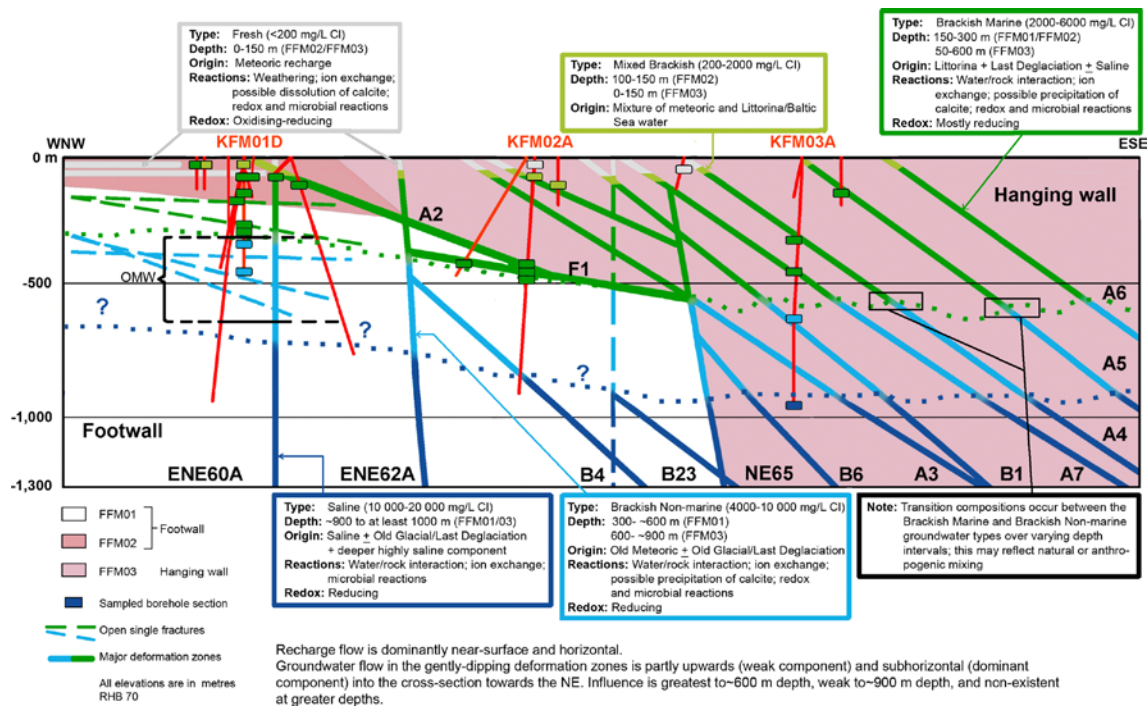 Type: Fresh (<200 mg/L Cl)
Depth: 0-150 m (FFM02/FFM03)
Origin: Meteoric recharge
Reactions: Weathering; ion exchange;
possible dissolution of calcite;
redox and microbial reactions
Redox: Oxidising-reducing
Type: Mixed Brackish (200-2000 mg/L Cl)
Depth: 100-150 m (FFM02)
0-150 m (FFM03)
Origin: Mixture of meteoric and Littorina/Baltic
Sea water
Type: Brackish Marine (2000-6000 mg/L Cl)
Depth: 150-300 m (FFM01/FFM02)
50-600 m (FFM03)
Origin: Littorina + Last Deglaciation ± Saline
Reactions: Water/rock interaction; ion
exchange; possible precipitation of
calcite; redox and microbial reactions
Redox: Mostly reducing
WNW
KFM01D
KFM02A
KFM03A
ESE
0 m
Hanging wall
A2
F1
OMW
-500
A6
?
?
?
A5
-1,000
Footwall
A4
-1,300
ENE60A
ENE62A
B4
B23
NE65
B6
A3
B1
A7
FFM01
FFM02
Footwall
FFM03
Hanging wall
Sampled borehole section
Open single fractures
Major deformation zones
All elevations are in metres
RHB 70
Type: Saline (10 000-20 000 mg/L Cl)
Depth: ~900 to at least 1000 m (FFM01/03)
Origin: Saline ± Old Glacial/Last Deglaciation
+ deeper highly saline component
Reactions: Water/rock interaction; ion exchange;
microbial reactions
Redox: Reducing
Type: Brackish Non-marine (4000-10 000 mg/L Cl)
Depth: 300- ~600 m (FFM01)
600- ~900 m (FFM03)
Origin: Old Meteoric ± Old Glacial/Last Deglaciation
Reactions: Water/rock interaction; ion exchange;
possible precipitation of calcite; redox
and microbial reactions
Redox: Reducing
Note: Transition compositions occur between the
Brackish Marine and Brackish Non-marine
groundwater types over varying depth
intervals; this may reflect natural or anthro-
pogenic mixing
Recharge flow is dominantly near-surface and horizontal.
Groundwater flow in the gently-dipping deformation zones is partly upwards (weak component) and subhorizontal (dominant
component) into the cross-section towards the NE. Influence is greatest to~600 m depth, weak to~900 m depth, and non-existent
at greater depths.